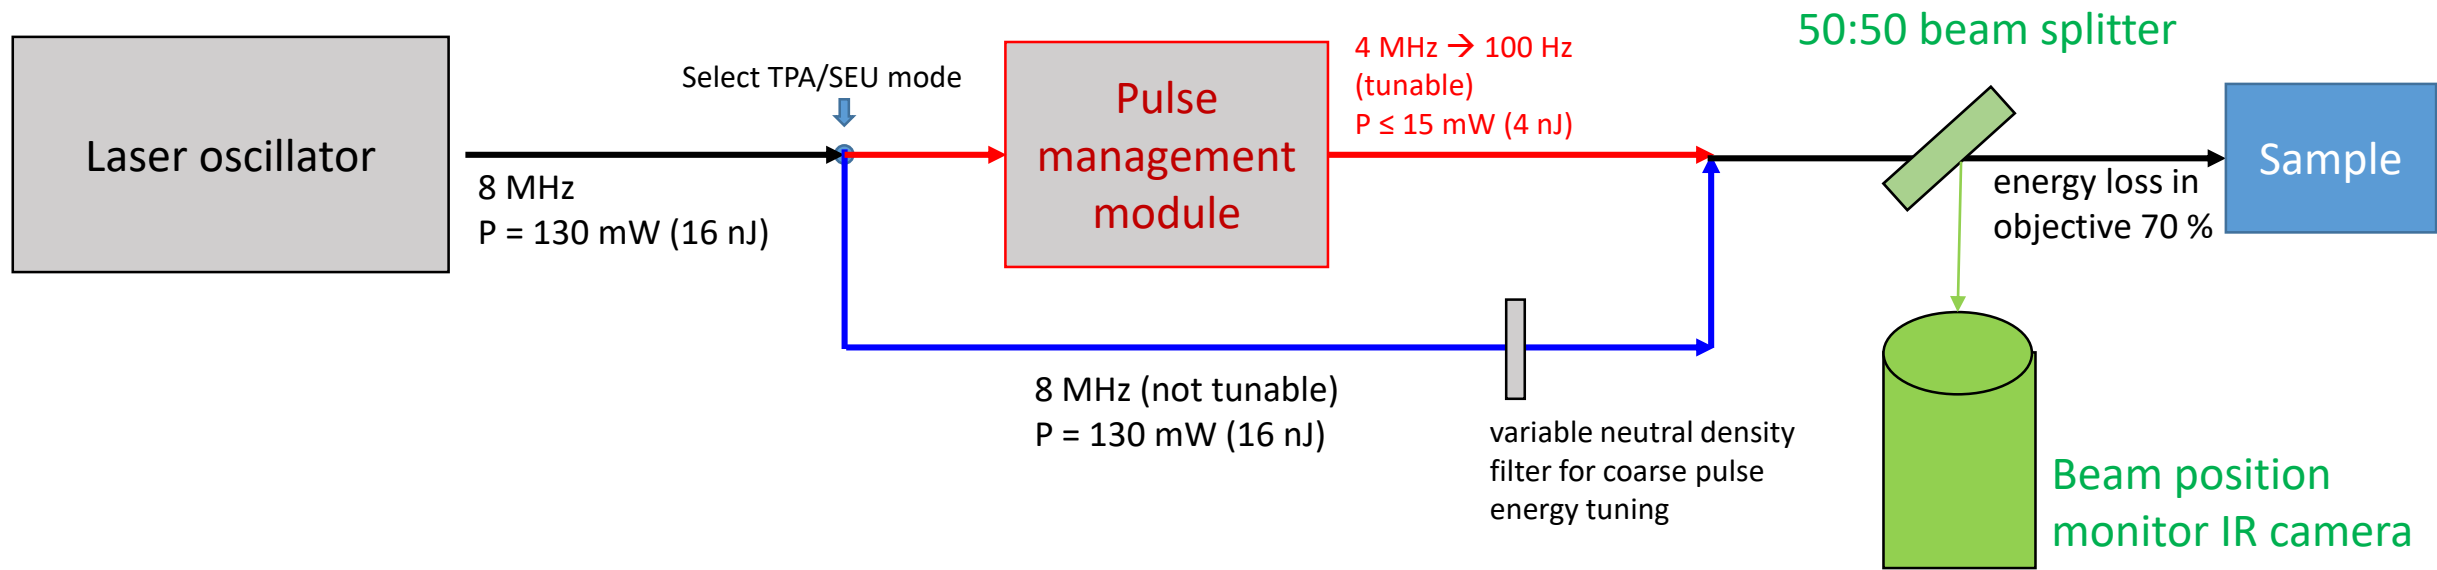 Laser oscillator
8 MHz
P = 130 mW (16 nJ)
Select TPA/SEU mode
Pulse
management
module
4 MHz → 100 Hz
(tunable)
P ≤ 15 mW (4 nJ)
8 MHz (not tunable)
P = 130 mW (16 nJ)
variable neutral density
filter for coarse pulse
energy tuning
50:50 beam splitter
energy loss in
objective 70 %
Sample
Beam position
monitor IR camera